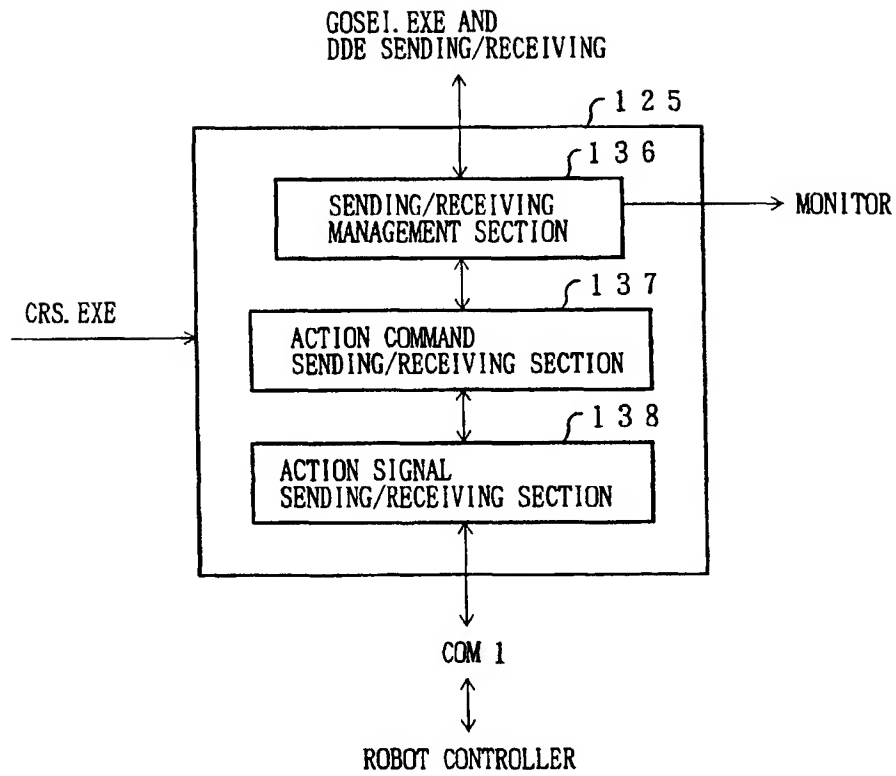 GOSEI.EXE AND
DDE SENDING/RECEIVING
125
136
SENDING/RECEIVING
MANAGEMENT SECTION
MONITOR
137
CRS.EXE
ACTION COMMAND
SENDING/RECEIVING SECTION
138
ACTION SIGNAL
SENDING/RECEIVING SECTION
COM 1
ROBOT CONTROLLER